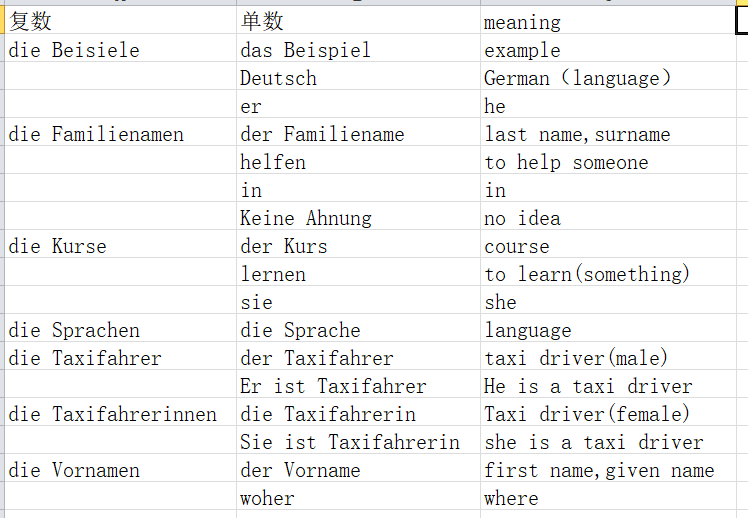 复数 单数 meaning
die Beisiele das Beispiel example
Deutsch German（language）
er he
die Familienamen der Familiename last name,surname
helfen to help someone
in in
Keine Ahnung no idea
die Kurse der Kurs course
lernen to learn(something)
sie she
die Sprachen die Sprache language
die Taxifahrer der Taxifahrer taxi driver(male)
Er ist Taxifahrer He is a taxi driver
die Taxifahrerinnen die Taxifahrerin Taxi driver(female)
Sie ist Taxifahrerin she is a taxi driver
die Vornamen der Vorname first name,given name
woher where